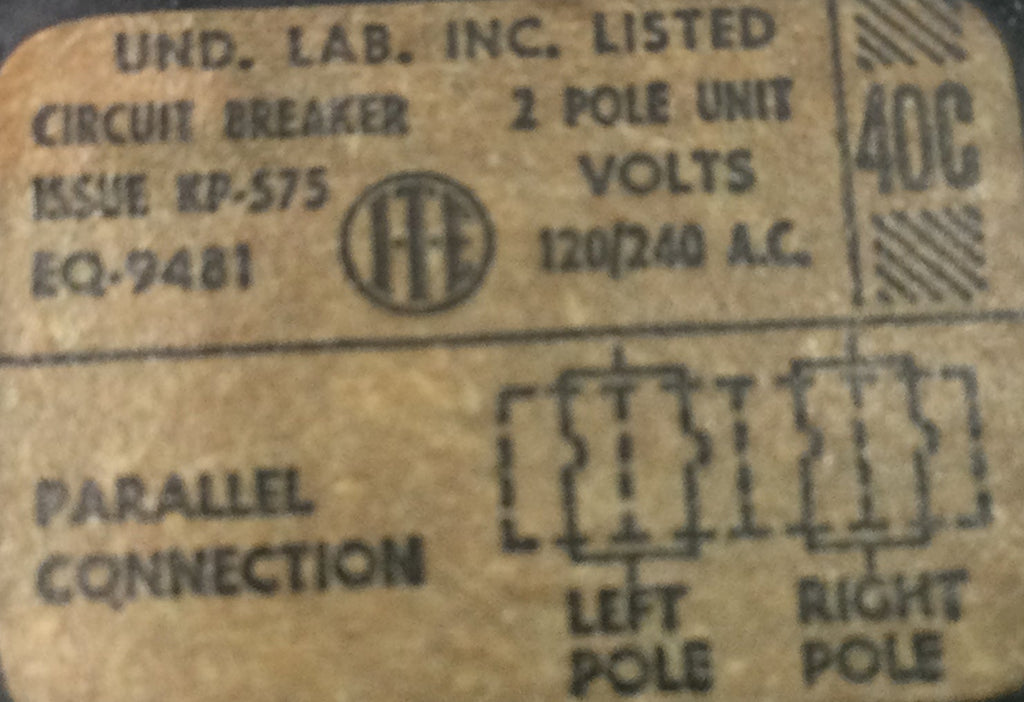 UND. LAB. INC. LISTED
CIRCUIT BREAKER
ISSUE KP-575
EQ-9481
I-T-E
2 POLE UNIT
VOLTS
120/240 A.C.
40C
PARALLEL
CONNECTION
LEFT
POLE
RIGHT
POLE